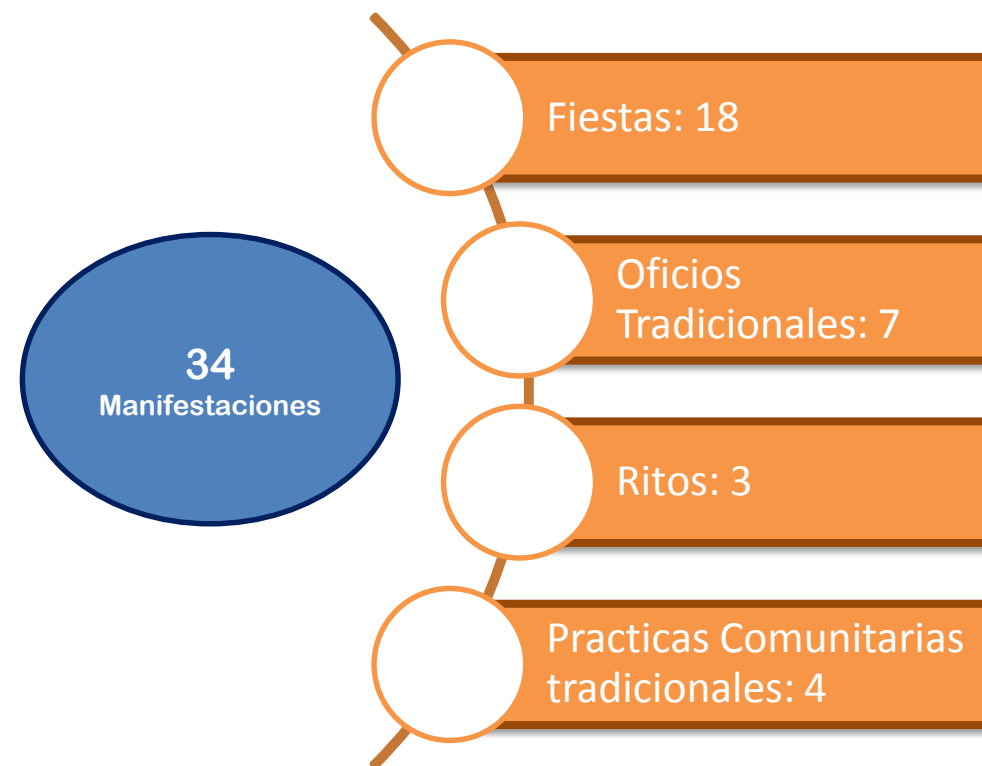 34
Manifestaciones
Fiestas: 18
Oficios
Tradicionales: 7
Ritos: 3
Practicas Comunitarias
tradicionales: 4